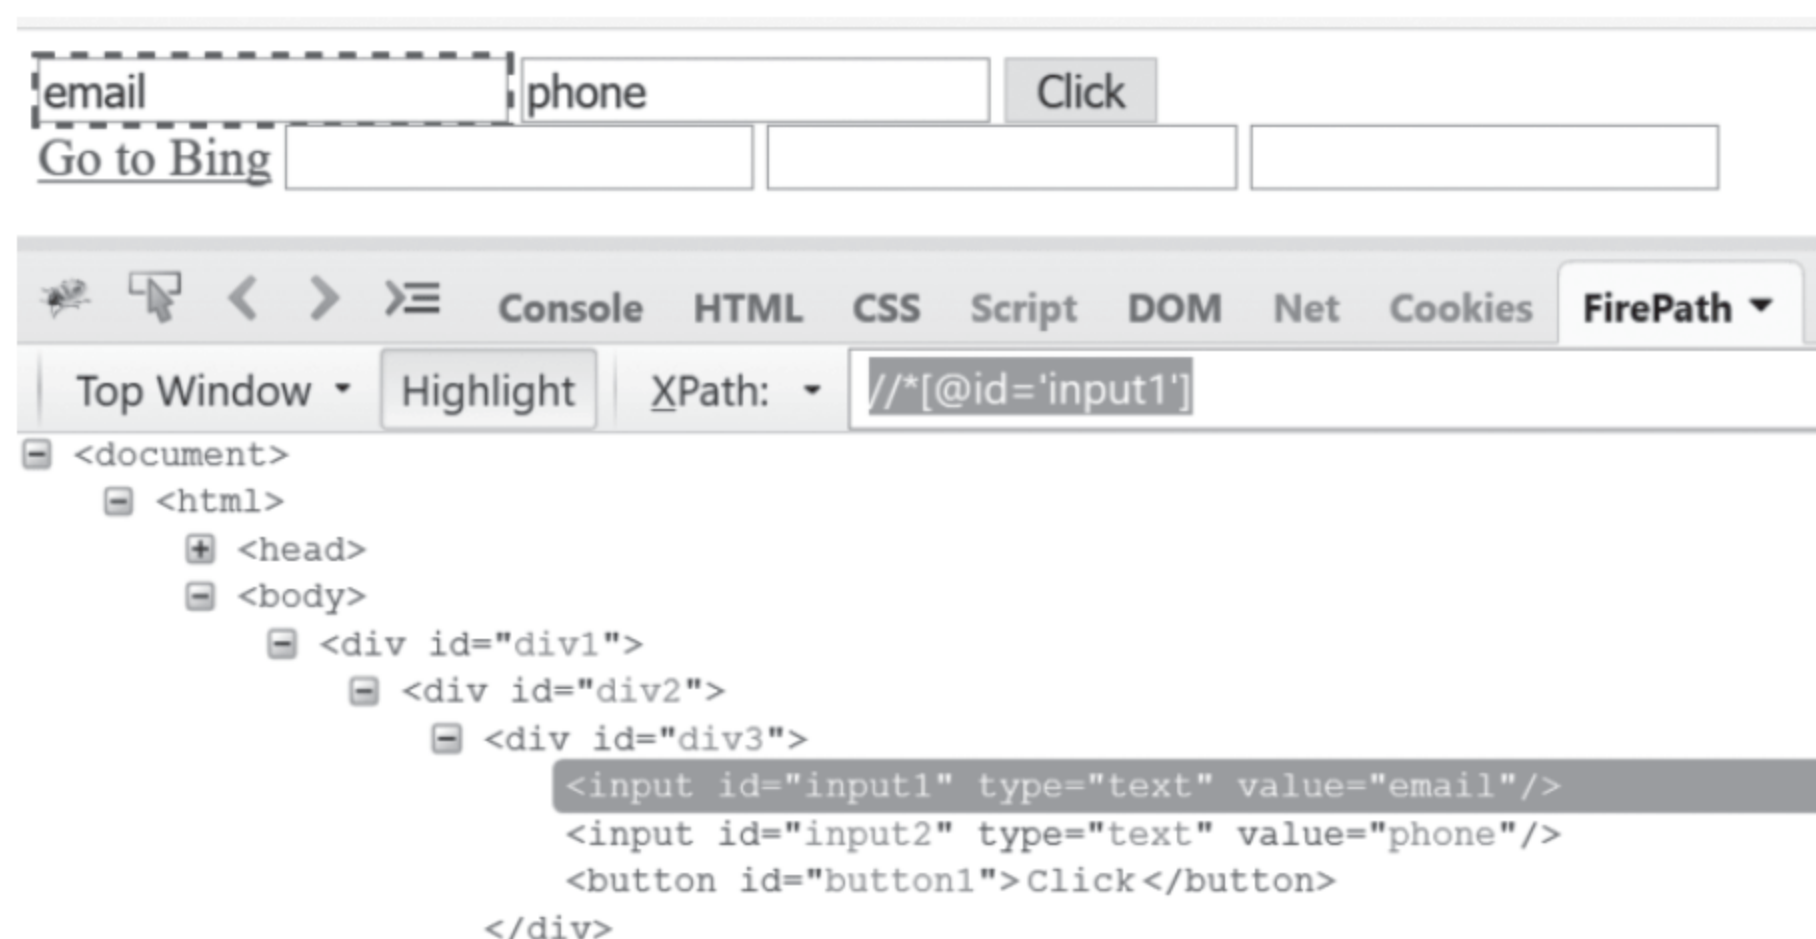 email phone Click
Go to Bing
Console HTML CSS Script DOM Net Cookies FirePath
Top Window Highlight XPath: //*[@id='input1']
<document>
<html>
<head>
<body>
<div id="div1">
<div id="div2">
<div id="div3">
<input id="input1" type="text" value="email"/>
<input id="input2" type="text" value="phone"/>
<button id="button1">Click</button>
</div>